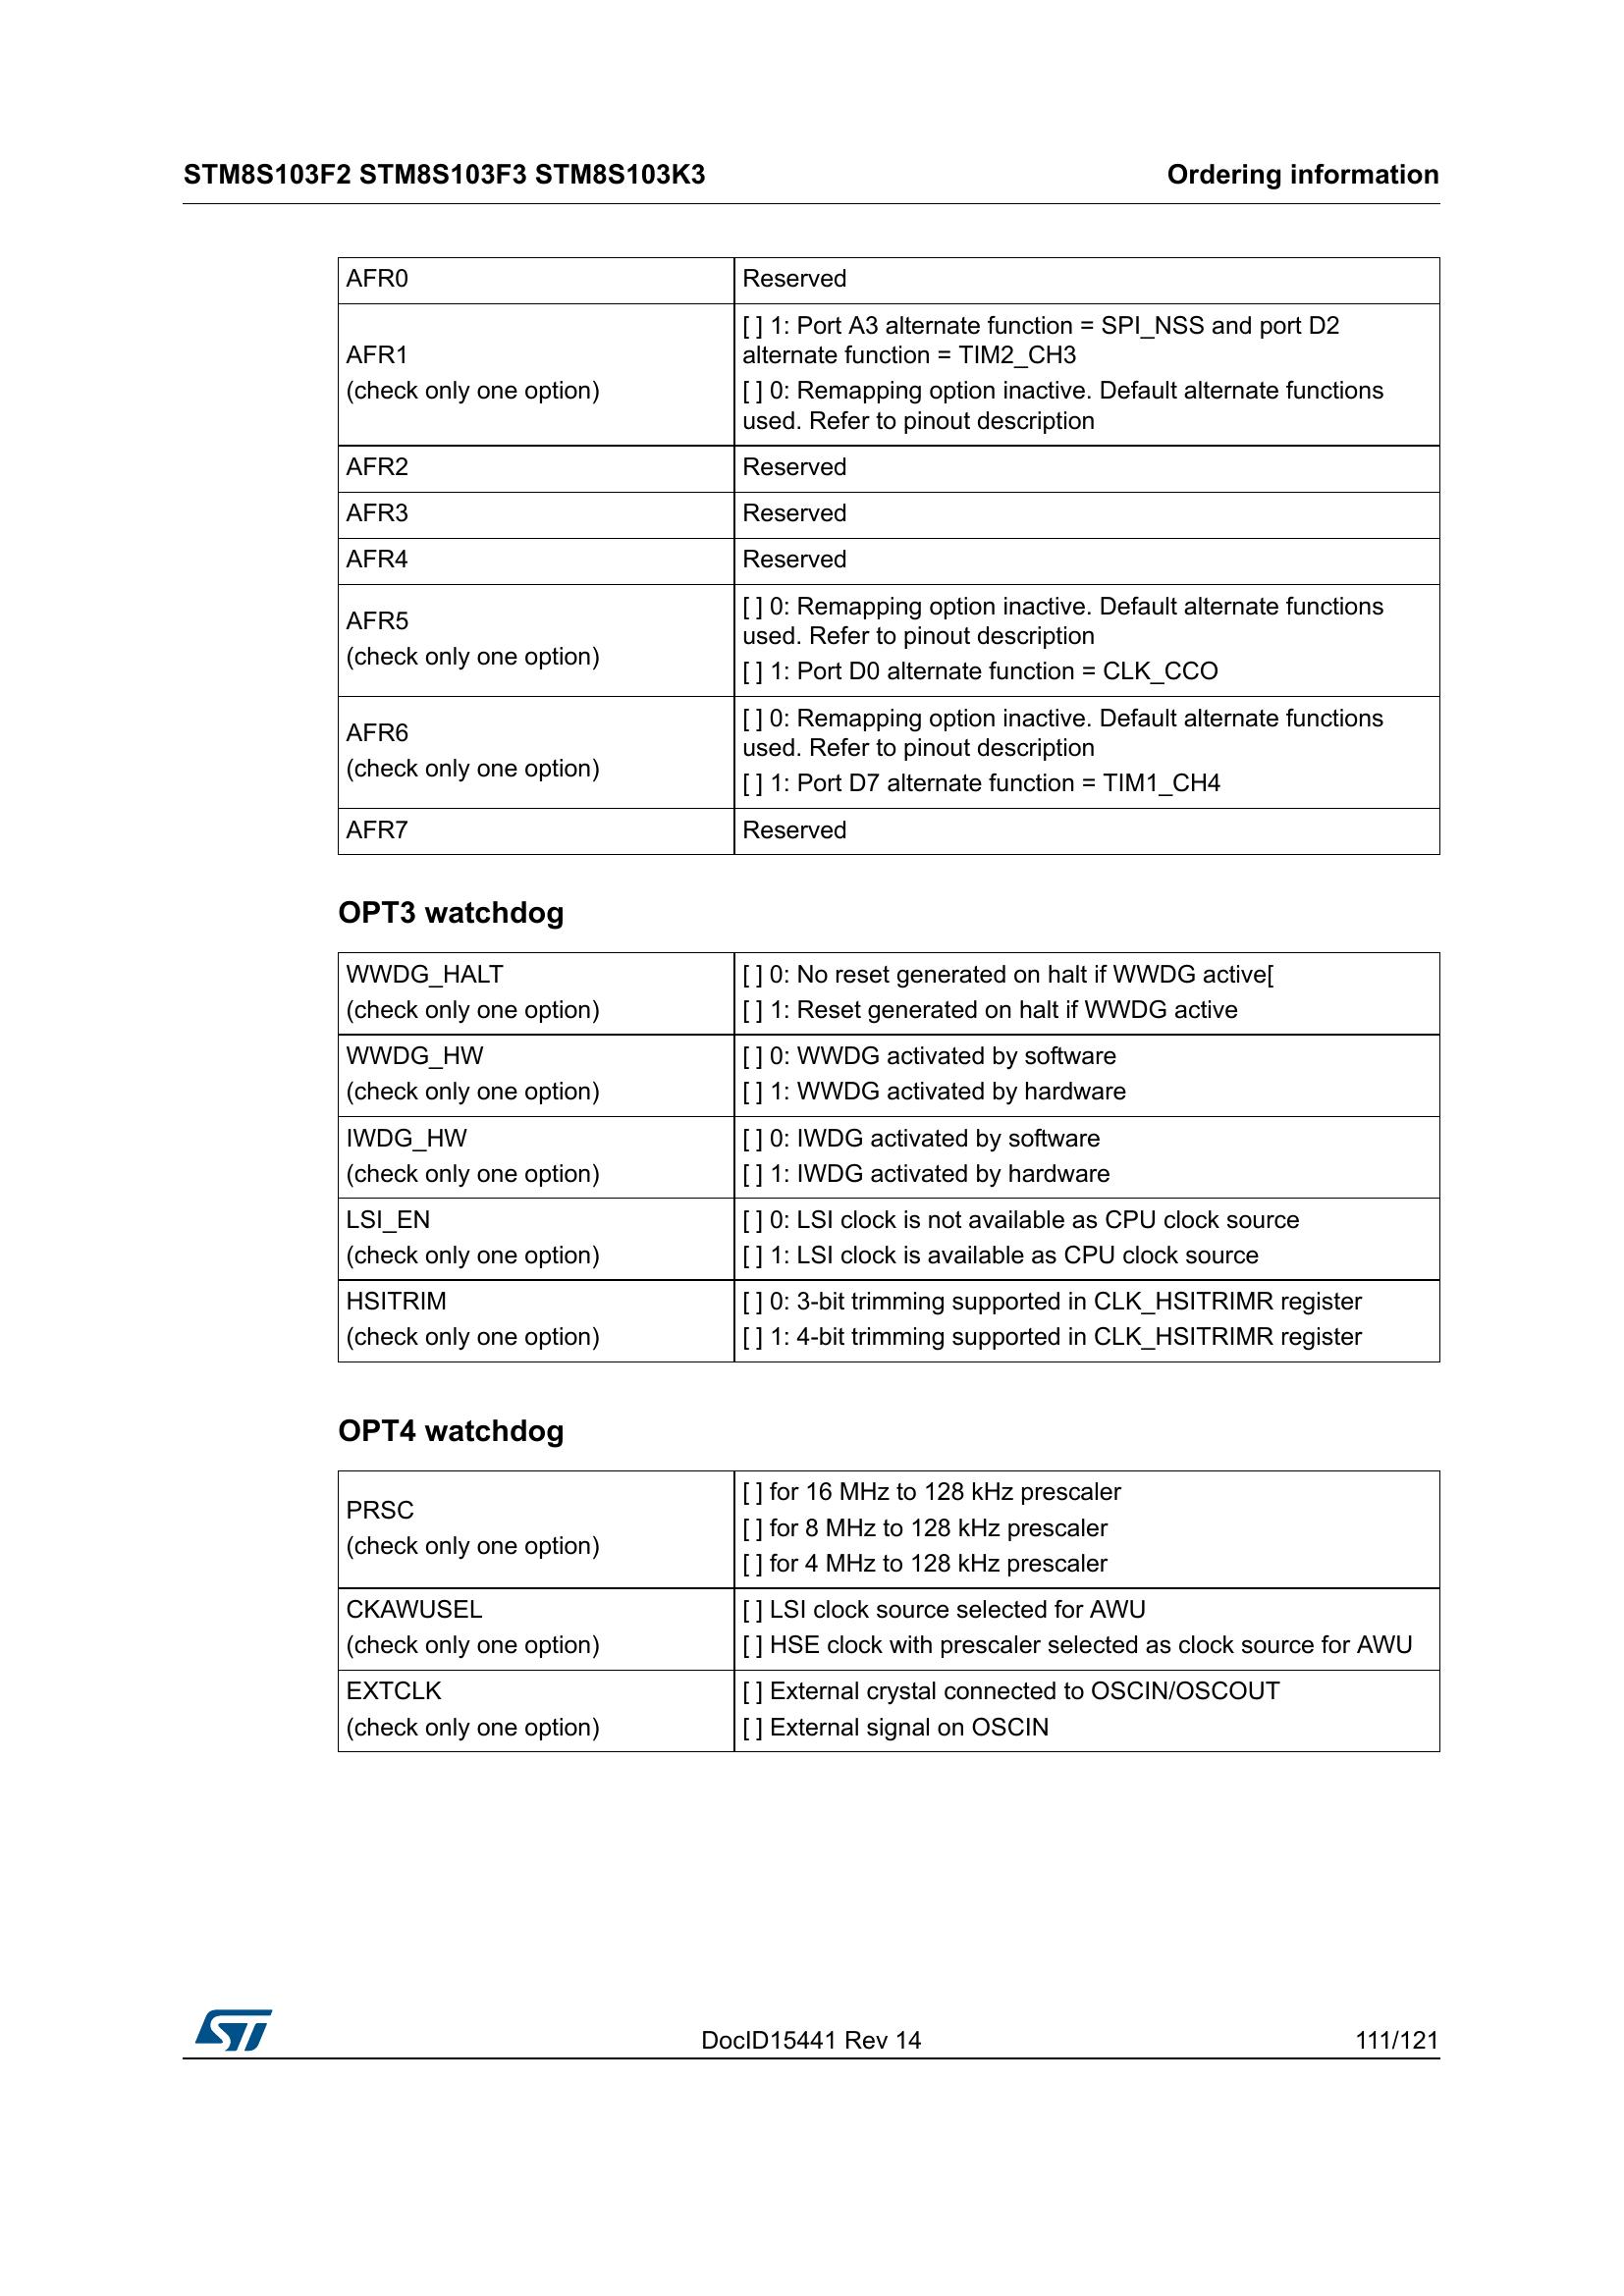 STM8S103F2 STM8S103F3 STM8S103K3 Ordering information
AFR0 Reserved
AFR1
(check only one option)
[ ] 1: Port A3 alternate function = SPI_NSS and port D2
alternate function = TIM2_CH3
[ ] 0: Remapping option inactive. Default alternate functions
used. Refer to pinout description
AFR2 Reserved
AFR3 Reserved
AFR4 Reserved
AFR5
(check only one option)
[ ] 0: Remapping option inactive. Default alternate functions
used. Refer to pinout description
[ ] 1: Port D0 alternate function = CLK_CCO
AFR6
(check only one option)
[ ] 0: Remapping option inactive. Default alternate functions
used. Refer to pinout description
[ ] 1: Port D7 alternate function = TIM1_CH4
AFR7 Reserved
OPT3 watchdog
WWDG_HALT
(check only one option)
[ ] 0: No reset generated on halt if WWDG active[
[ ] 1: Reset generated on halt if WWDG active
WWDG_HW
(check only one option)
[ ] 0: WWDG activated by software
[ ] 1: WWDG activated by hardware
IWDG_HW
(check only one option)
[ ] 0: IWDG activated by software
[ ] 1: IWDG activated by hardware
LSI_EN
(check only one option)
[ ] 0: LSI clock is not available as CPU clock source
[ ] 1: LSI clock is available as CPU clock source
HSITRIM
(check only one option)
[ ] 0: 3-bit trimming supported in CLK_HSITRIMR register
[ ] 1: 4-bit trimming supported in CLK_HSITRIMR register
OPT4 watchdog
PRSC
(check only one option)
[ ] for 16 MHz to 128 kHz prescaler
[ ] for 8 MHz to 128 kHz prescaler
[ ] for 4 MHz to 128 kHz prescaler
CKAWUSEL
(check only one option)
[ ] LSI clock source selected for AWU
[ ] HSE clock with prescaler selected as clock source for AWU
EXTCLK
(check only one option)
[ ] External crystal connected to OSCIN/OSCOUT
[ ] External signal on OSCIN
ST
DocID15441 Rev 14 111/121